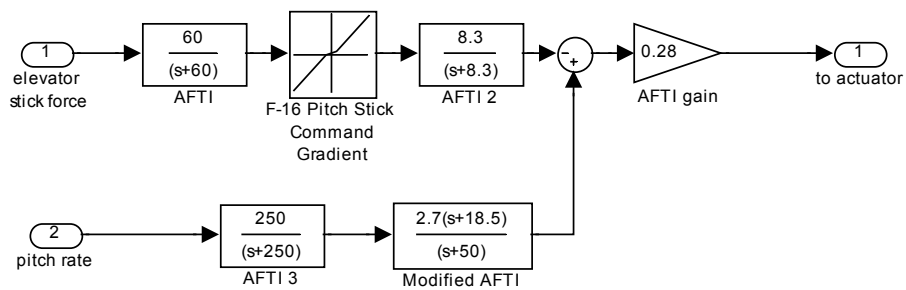 1
elevator
stick force
60
(s+60)
AFTI
F-16 Pitch Stick
Command
Gradient
8.3
(s+8.3)
AFTI 2
−
+
0.28
AFTI gain
1
to actuator
2
pitch rate
250
(s+250)
AFTI 3
2.7(s+18.5)
(s+50)
Modified AFTI